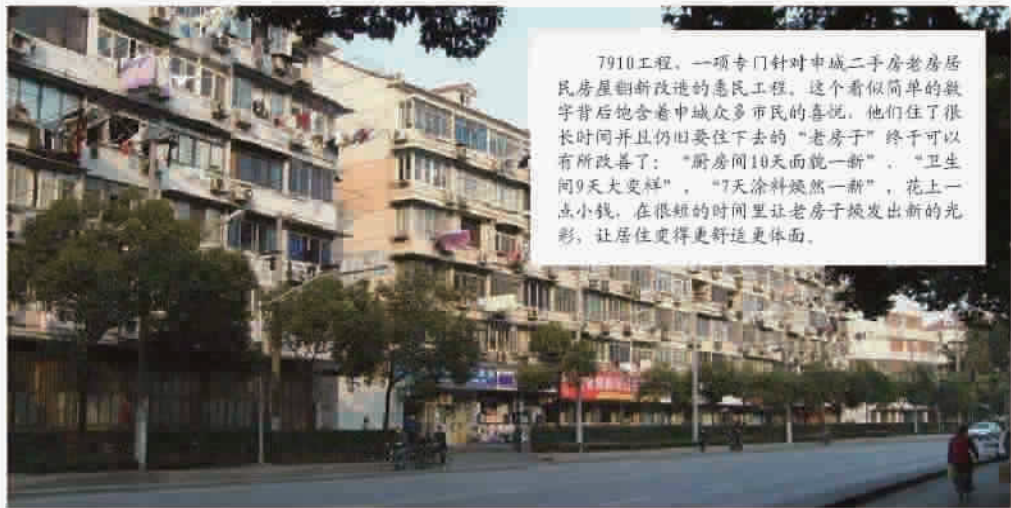 7910工程，一项专门针对申城二手房老房居
民房屋翻新改造的惠民工程。这个看似简单的数
字背后饱含着申城众多市民的喜悦，他们住了很
长时间并且仍旧要住下去的“老房子”终于可以
有所改善了：“厨房间10天面貌一新”、“卫生
间9天大变样”，“7天涂料焕然一新”，花上一
点小钱，在很短的时间里让老房子焕发出新的光
彩，让居住变得更舒适更体面。